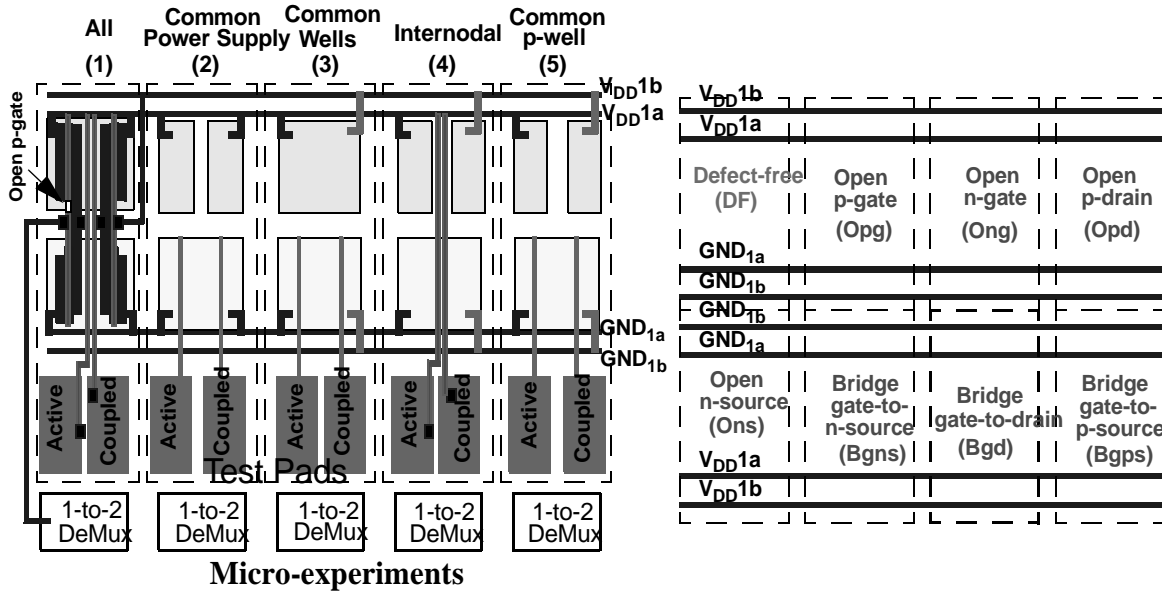 All
(1)
Common
Power Supply
(2)
Common
Wells
(3)
Internodal
(4)
Common
p-well
(5)
Open p-gate
VDD1b
VDD1a
GND1a
GND1b
Active
Coupled
Active
Coupled
Active
Coupled
Active
Coupled
Active
Coupled
Test Pads
1-to-2
DeMux
1-to-2
DeMux
1-to-2
DeMux
1-to-2
DeMux
1-to-2
DeMux
Micro-experiments
VDD1b
VDD1a
Defect-free
(DF)
Open
p-gate
(Opg)
Open
n-gate
(Ong)
Open
p-drain
(Opd)
GND1a
GND1b
GND1b
GND1a
Open
n-source
(Ons)
Bridge
gate-to-
n-source
(Bgns)
Bridge
gate-to-drain
(Bgd)
Bridge
gate-to-
p-source
(Bgps)
VDD1a
VDD1b